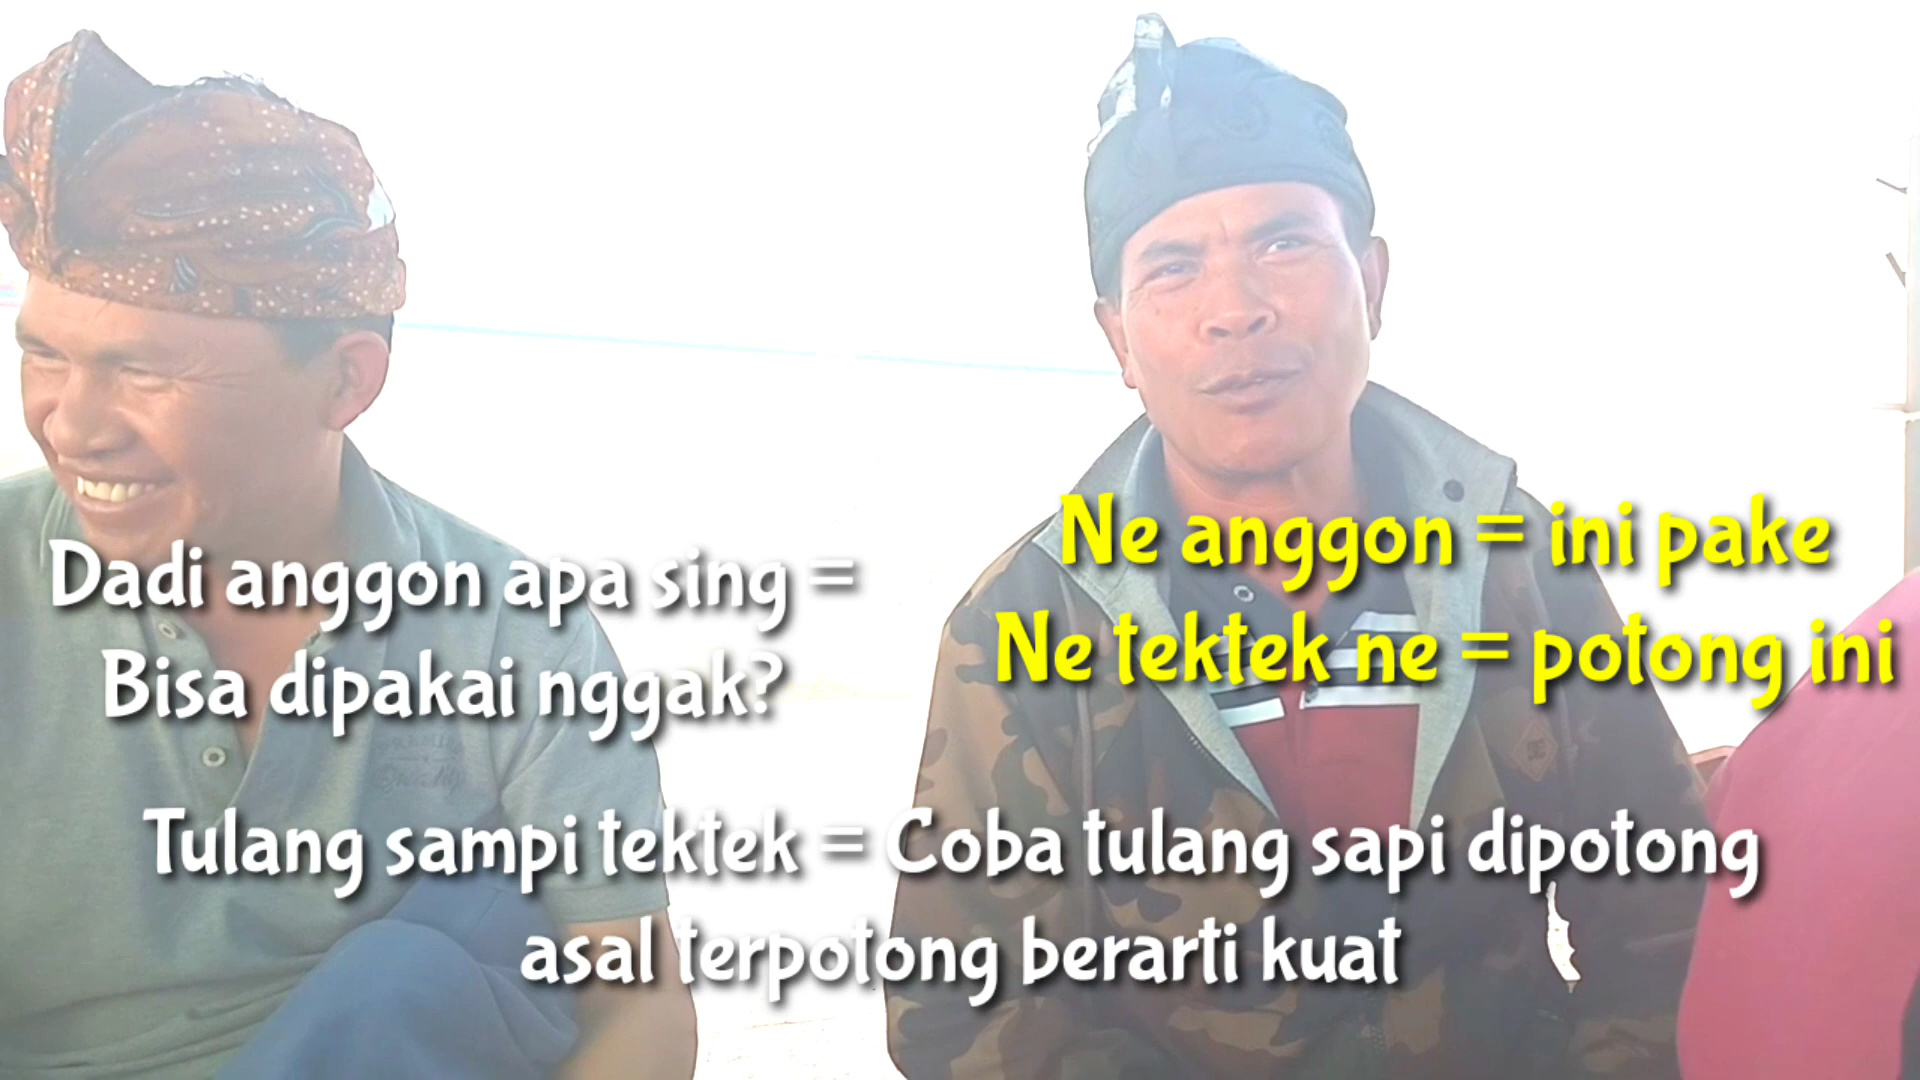 Dadi anggon apa sing =
Bisa dipakai nggak?
Ne anggon = ini pake
Ne tektek ne = potong ini
Tulang sampi tektek = Coba tulang sapi dipotong
asal terpotong berarti kuat